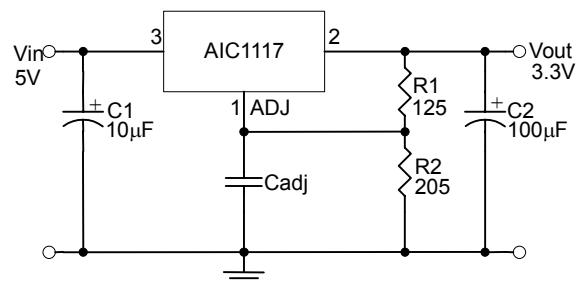 Vin
5V
3
AIC1117
2
Vout
3.3V
1 ADJ
+
C1
10μF
R1
125
+
C2
100μF
Cadj
R2
205